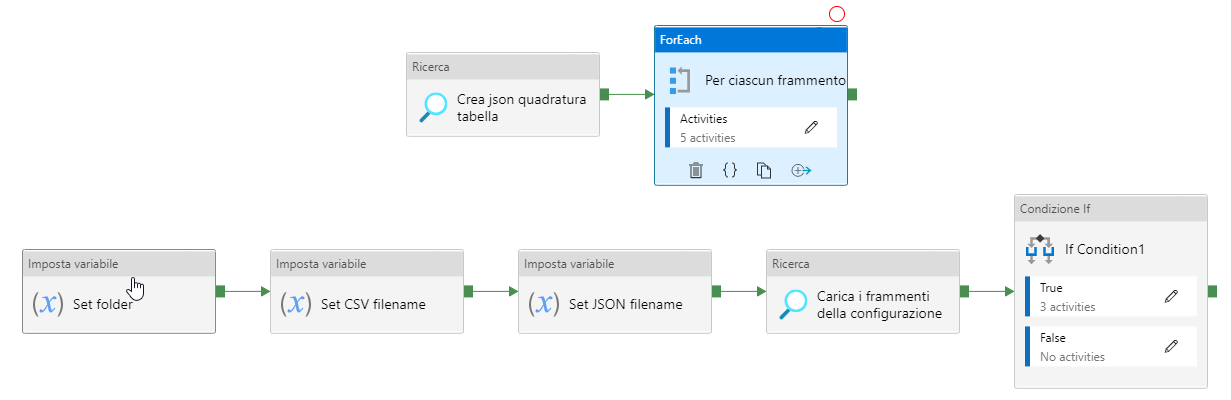 ForEach
Ricerca
Per ciascun frammento
Crea json quadratura
tabella
Activities
5 activities
{}
Condizione If
If Condition1
Imposta variabile
Imposta variabile
Imposta variabile
Ricerca
(x) Set folder
(x) Set CSV filename
(x) Set JSON filename
Carica i frammenti
della configurazione
True
3 activities
False
No activities